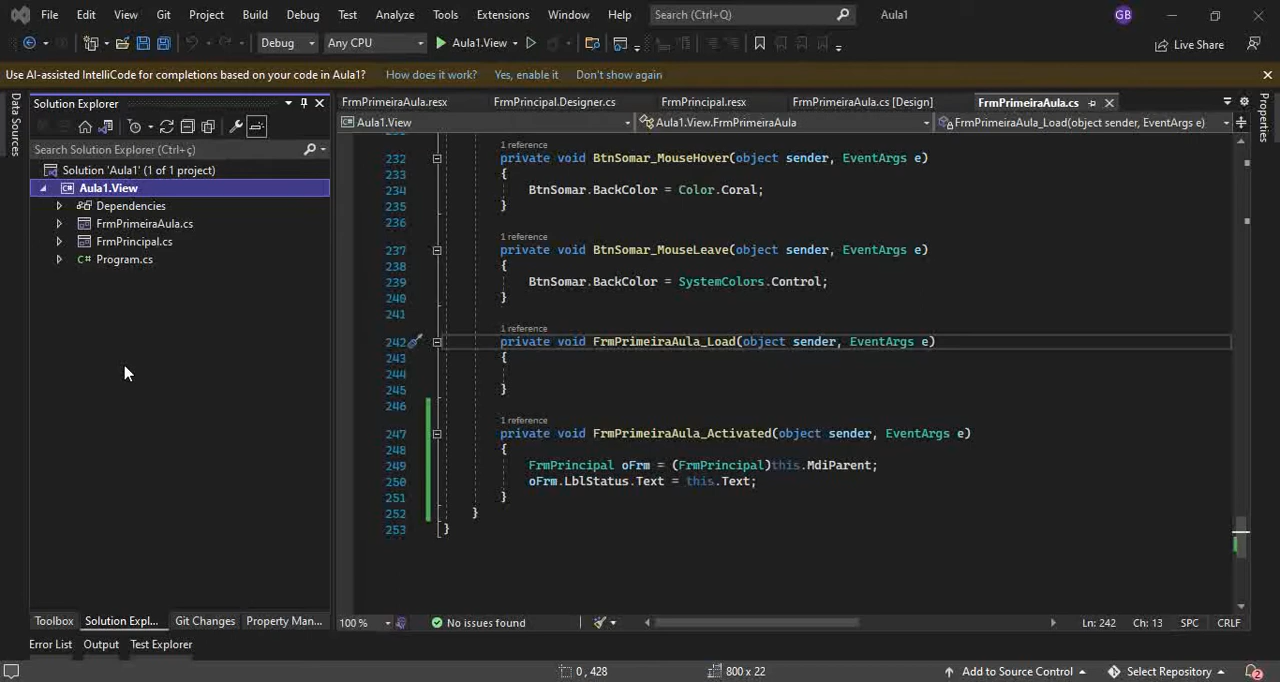 File Edit View Git Project Build Debug Test Analyze Tools Extensions Window Help Search (Ctrl+Q) Aula1 GB
Debug Any CPU Aula1.View Live Share
Use AI-assisted IntelliCode for completions based on your code in Aula1? How does it work? Yes, enable it Don't show again
Data Sources
Solution Explorer
Search Solution Explorer (Ctrl+ç)
Solution 'Aula1' (1 of 1 project)
Aula1.View
Dependencies
FrmPrimeiraAula.cs
FrmPrincipal.cs
C# Program.cs
Toolbox Solution Expl... Git Changes Property Man...
FrmPrimeiraAula.resx FrmPrincipal.Designer.cs FrmPrincipal.resx FrmPrimeiraAula.cs [Design] FrmPrimeiraAula.cs
Aula1.View Aula1.View.FrmPrimeiraAula FrmPrimeiraAula_Load(object sender, EventArgs e)
1 reference
232 private void BtnSomar_MouseHover(object sender, EventArgs e)
233 {
234 BtnSomar.BackColor = Color.Coral;
235 }
236
1 reference
237 private void BtnSomar_MouseLeave(object sender, EventArgs e)
238 {
239 BtnSomar.BackColor = SystemColors.Control;
240 }
241
1 reference
242 private void FrmPrimeiraAula_Load(object sender, EventArgs e)
243 {
244
245 }
246
1 reference
247 private void FrmPrimeiraAula_Activated(object sender, EventArgs e)
248 {
249 FrmPrincipal oFrm = (FrmPrincipal)this.MdiParent;
250 oFrm.LblStatus.Text = this.Text;
251 }
252 }
253 }
100 % No issues found Ln: 242 Ch: 13 SPC CRLF
Properties
Error List Output Test Explorer
0 , 428 800 x 22 Add to Source Control Select Repository 2